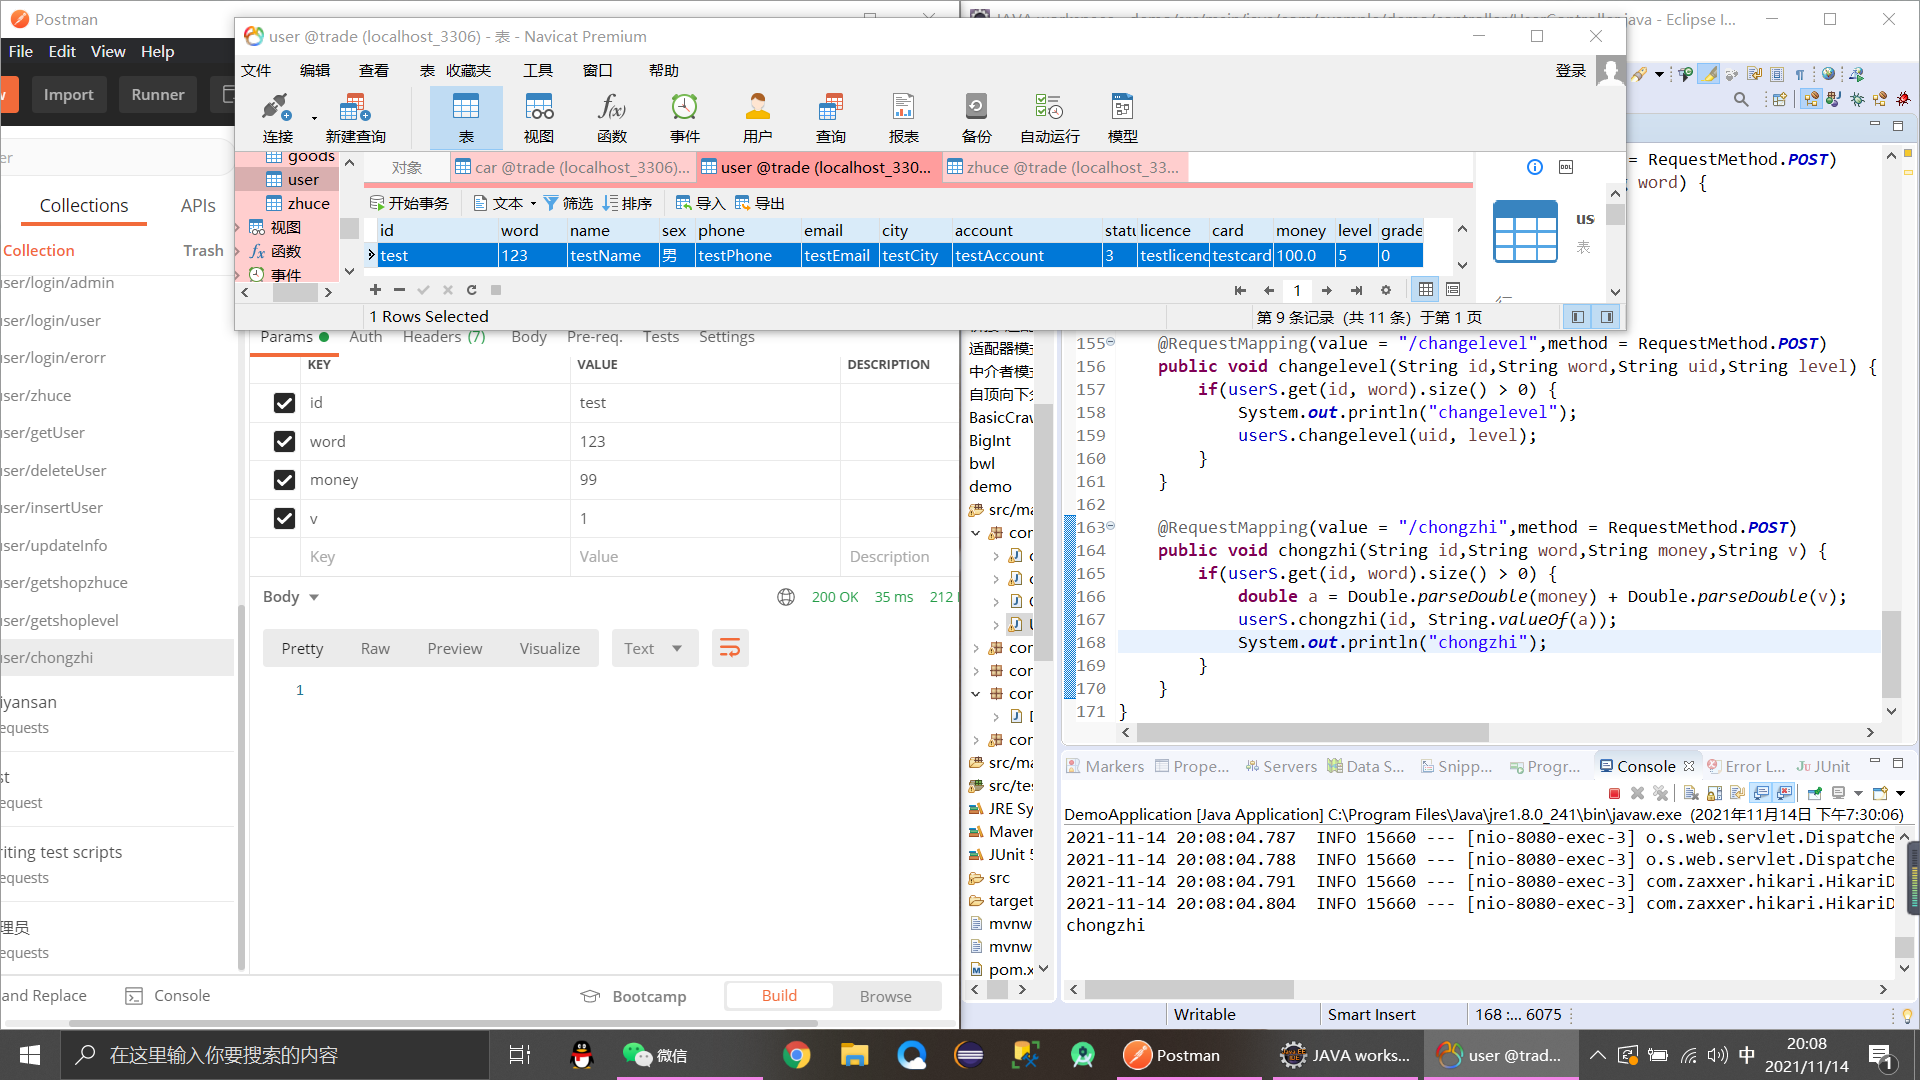 Postman
File Edit View Help
Import
Runner
Collections
APIs
Collection
Trash
user/login/admin
user/login/user
user/login/erorr
user/zhuce
user/getUser
user/deleteUser
user/insertUser
user/updateInfo
user/getshopzhuce
user/getshoplevel
user/chongzhi
iyansan
equests
st
equest
riting test scripts
equests
理员
equests
and Replace
Console
Bootcamp
Build
Browse
user @trade (localhost_3306) - 表 - Navicat Premium
文件 编辑 查看 表 收藏夹 工具 窗口 帮助
登录
连接 新建查询 表 视图 函数 事件 用户 查询 报表 备份 自动运行 模型
goods
user
zhuce
视图
函数
事件
对象
car @trade (localhost_3306)...
user @trade (localhost_330...
zhuce @trade (localhost_33...
开始事务 文本 筛选 排序 导入 导出
id word name sex phone email city account statu licence card money level grade
test 123 testName 男 testPhone testEmail testCity testAccount 3 testlicenc testcard 100.0 5 0
1
1 Rows Selected
第 9 条记录 (共 11 条) 于第 1 页
us
表
Params Auth Headers (7) Body Pre-req. Tests Settings
KEY VALUE DESCRIPTION
id test
word 123
money 99
v 1
Key Value Description
Body
200 OK 35 ms 212
Pretty Raw Preview Visualize Text
1
java - Eclipse I...
= RequestMethod.POST)
word) {
适配器模式
中介者模式
自顶向下
BasicCraw
BigInt
bwl
demo
src/ma
con
con
con
con
con
src/ma
src/tes
JRE Sy
Maven
JUnit 5
src
target
mvnw
mvnw
pom.x
155 @RequestMapping(value = "/changelevel",method = RequestMethod.POST)
156 public void changelevel(String id,String word,String uid,String level) {
157 if(userS.get(id, word).size() > 0) {
158 System.out.println("changelevel");
159 userS.changelevel(uid, level);
160 }
161 }
162
163 @RequestMapping(value = "/chongzhi",method = RequestMethod.POST)
164 public void chongzhi(String id,String word,String money,String v) {
165 if(userS.get(id, word).size() > 0) {
166 double a = Double.parseDouble(money) + Double.parseDouble(v);
167 userS.chongzhi(id, String.valueOf(a));
168 System.out.println("chongzhi");
169 }
170 }
171 }
Markers Prope... Servers Data S... Snipp... Progr... Console Error L... JUnit
DemoApplication [Java Application] C:\Program Files\Java\jre1.8.0_241\bin\javaw.exe (2021年11月14日 下午7:30:06)
2021-11-14 20:08:04.787 INFO 15660 --- [nio-8080-exec-3] o.s.web.servlet.Dispatche
2021-11-14 20:08:04.788 INFO 15660 --- [nio-8080-exec-3] o.s.web.servlet.Dispatche
2021-11-14 20:08:04.791 INFO 15660 --- [nio-8080-exec-3] com.zaxxer.hikari.HikariD
2021-11-14 20:08:04.804 INFO 15660 --- [nio-8080-exec-3] com.zaxxer.hikari.HikariD
chongzhi
Writable
Smart Insert
168 :... 6075
在这里输入你要搜索的内容
微信
Postman
JAVA works...
user @trad...
中
20:08
2021/11/14
1